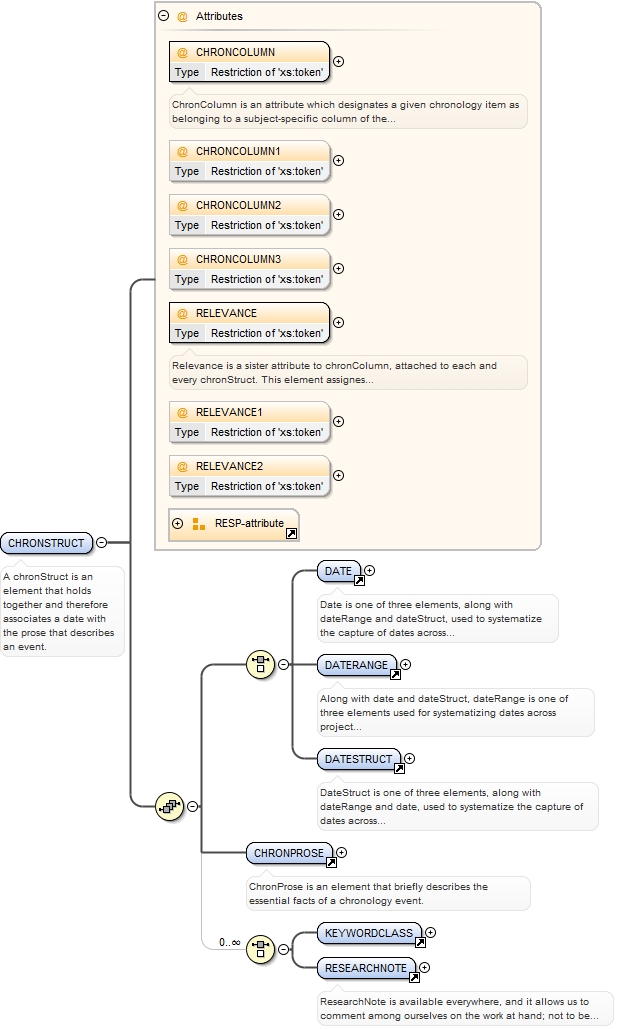 Attributes
@ CHRONCOLUMN
Type Restriction of 'xs:token'
ChronColumn is an attribute which designates a given chronology item as
belonging to a subject-specific column of the...
@ CHRONCOLUMN1
Type Restriction of 'xs:token'
@ CHRONCOLUMN2
Type Restriction of 'xs:token'
@ CHRONCOLUMN3
Type Restriction of 'xs:token'
@ RELEVANCE
Type Restriction of 'xs:token'
Relevance is a sister attribute to chronColumn, attached to each and
every chronStruct. This element assignes...
@ RELEVANCE1
Type Restriction of 'xs:token'
@ RELEVANCE2
Type Restriction of 'xs:token'
RESP-attribute
CHRONSTRUCT
A chronStruct is an
element that holds
together and therefore
associates a date with
the prose that describes
an event.
DATE
Date is one of three elements, along with
dateRange and dateStruct, used to systematize
the capture of dates across...
DATERANGE
Along with date and dateStruct, dateRange is one of
three elements used for systematizing dates across
project...
DATESTRUCT
DateStruct is one of three elements, along with
dateRange and date, used to systematize the capture of
dates across...
CHRONPROSE
ChronProse is an element that briefly describes the
essential facts of a chronology event.
0..∞
KEYWORDCLASS
RESEARCHNOTE
ResearchNote is available everywhere, and it allows us to
comment among ourselves on the work at hand; not to be...